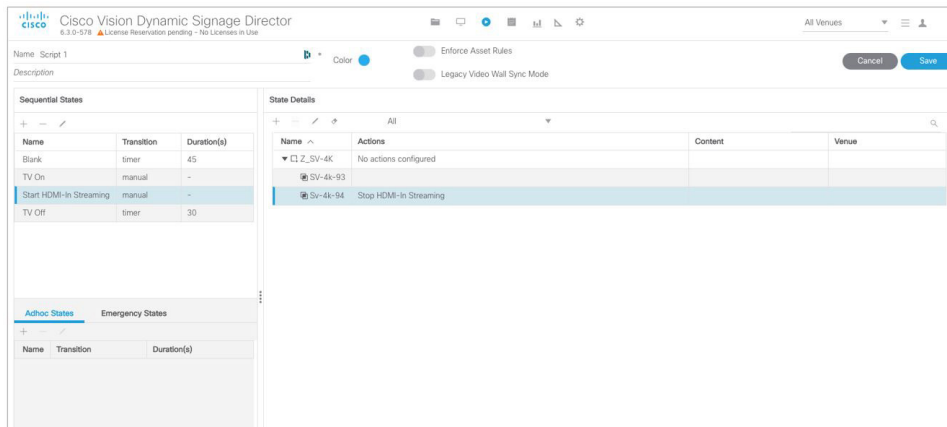 CISCO
Cisco Vision Dynamic Signage Director
6.3.0-578 License Reservation pending - No Licenses in Use
All Venues
Name Script 1
Color
Enforce Asset Rules
Cancel Save
Description
Legacy Video Wall Sync Mode
Sequential States
Name Transition Duration(s)
Blank timer 45
TV On manual -
Start HDMI-In Streaming manual -
TV Off timer 30
Adhoc States Emergency States
Name Transition Duration(s)
State Details
All
Name Actions Content Venue
Z_SV-4K No actions configured
SV-4k-93
Sv-4k-94 Stop HDMI-In Streaming